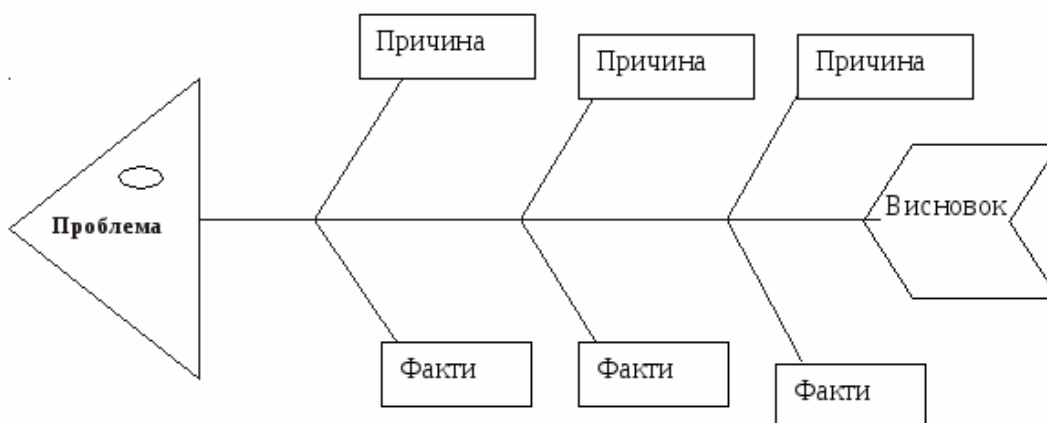 Причина
Причина
Причина
Проблема
Висновок
Факти
Факти
Факти